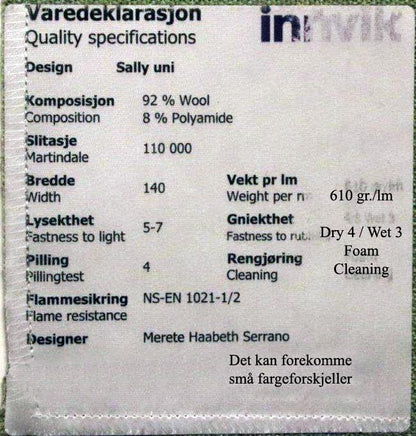 Varedeklarasjon
innvik
Quality specifications
Design Sally uni
Komposisjon 92 % Wool
Composition 8 % Polyamide
Slitasje
Martindale 110 000
Bredde 140 Vekt pr lm
Width Weight per 610 gr./lm
Lysekthet 5-7 Gniekthet
Fastness to light Fastness to Dry 4 / Wet 3
Pilling 4 Rengjøring Foam
Pillingtest Cleaning Cleaning
Flammesikring NS-EN 1021-1/2
Flame resistance
Designer Merete Haabeth Serrano
Det kan forekomme
små fargeforskjeller